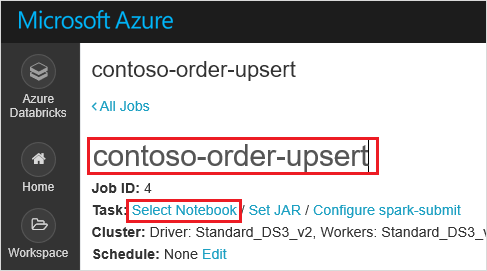 Microsoft Azure
Azure
Databricks
Home
Workspace
contoso-order-upsert
< All Jobs
contoso-order-upsert
Job ID: 4
Task: Select Notebook / Set JAR / Configure spark-submit
Cluster: Driver: Standard_DS3_v2, Workers: Standard_DS3_v
Schedule: None Edit